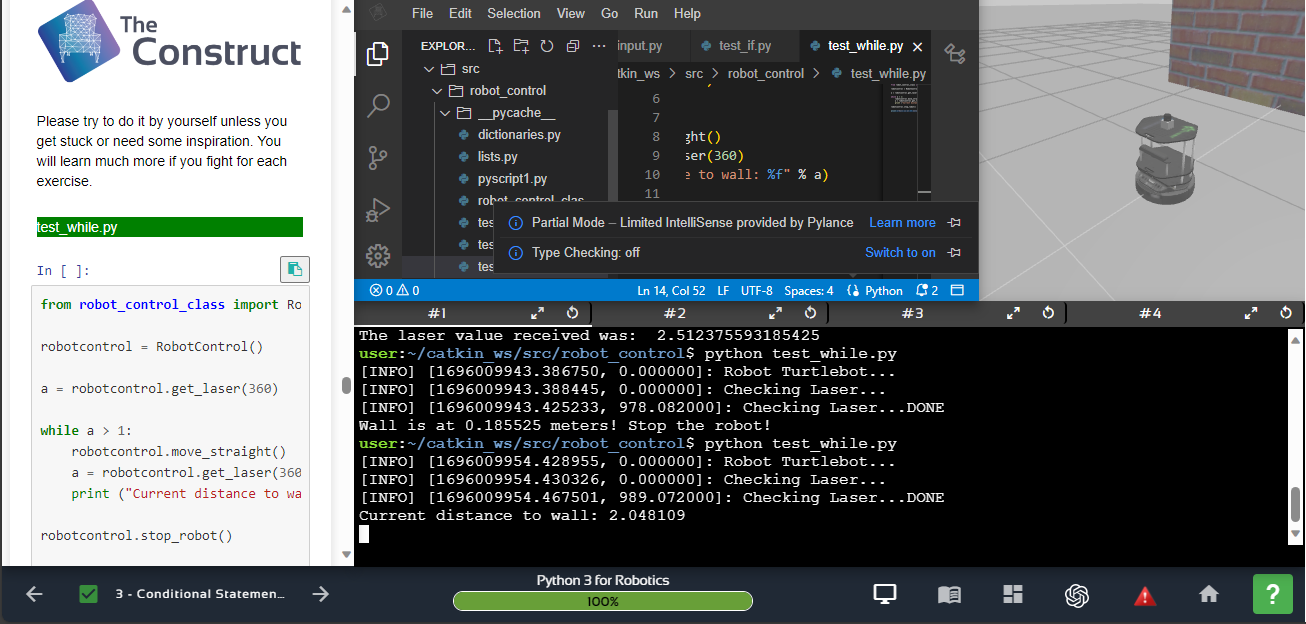 The
Construct
Please try to do it by yourself unless you
get stuck or need some inspiration. You
will learn much more if you fight for each
exercise.
test_while.py
In [ ]:
from robot_control_class import Ro
robotcontrol = RobotControl()
a = robotcontrol.get_laser(360)
while a > 1:
robotcontrol.move_straight()
a = robotcontrol.get_laser(360
print ("Current distance to wa
robotcontrol.stop_robot()
File Edit Selection View Go Run Help
EXPLOR... ···
src
robot_control
__pycache__
dictionaries.py
lists.py
pyscript1.py
robot_control_clas
tes
tes
tes
input.py test_if.py test_while.py
tkin_ws > src > robot_control > test_while.py
6
7
8 ght()
9 ser(360)
10 e to wall: %f" % a)
11
Partial Mode – Limited IntelliSense provided by Pylance Learn more
Type Checking: off Switch to on
0 0 Ln 14, Col 52 LF UTF-8 Spaces: 4 Python 2
#1 #2 #3 #4
The laser value received was: 2.512375593185425
user:~/catkin_ws/src/robot_control$ python test_while.py
[INFO] [1696009943.386750, 0.000000]: Robot Turtlebot...
[INFO] [1696009943.388445, 0.000000]: Checking Laser...
[INFO] [1696009943.425233, 978.082000]: Checking Laser...DONE
Wall is at 0.185525 meters! Stop the robot!
user:~/catkin_ws/src/robot_control$ python test_while.py
[INFO] [1696009954.428955, 0.000000]: Robot Turtlebot...
[INFO] [1696009954.430326, 0.000000]: Checking Laser...
[INFO] [1696009954.467501, 989.072000]: Checking Laser...DONE
Current distance to wall: 2.048109
3 - Conditional Statemen...
Python 3 for Robotics
100%
?